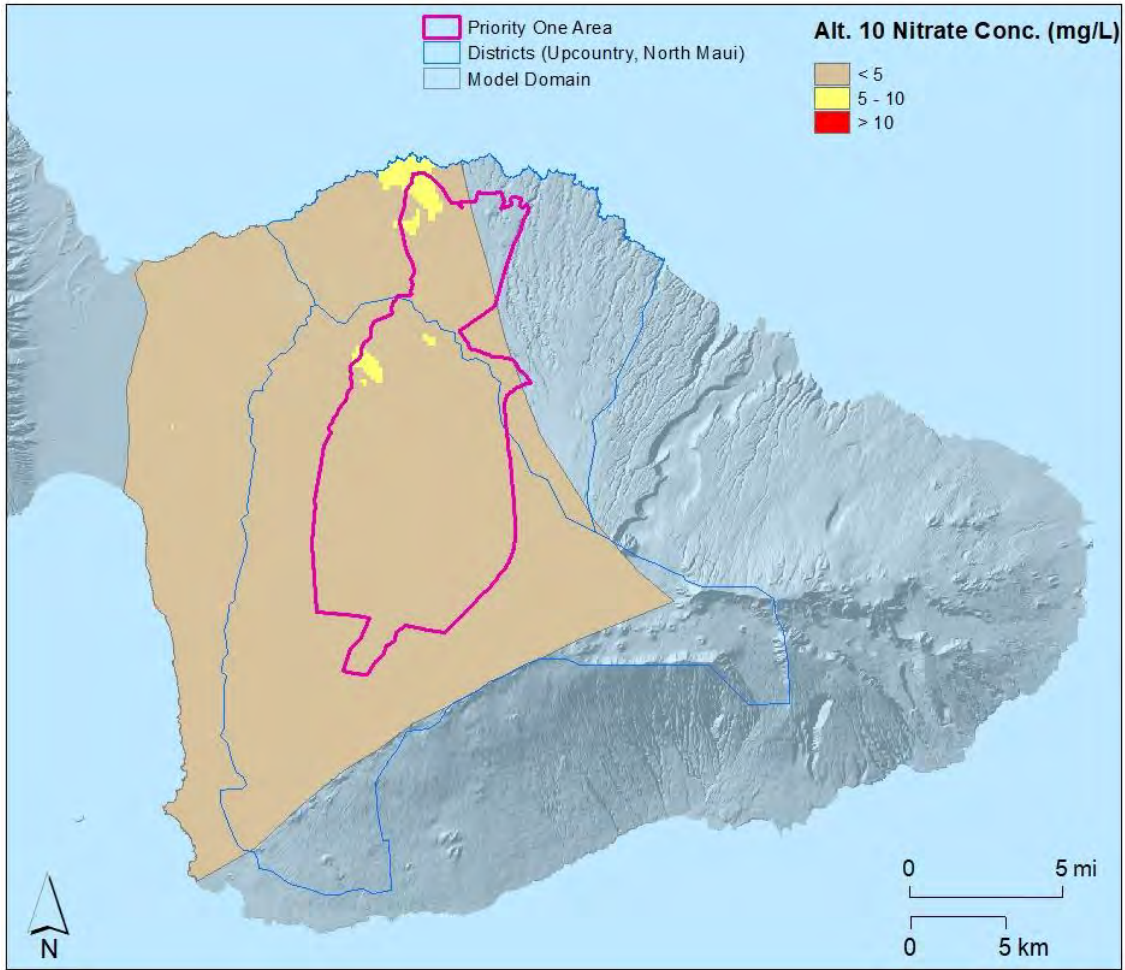 Priority One Area
Districts (Upcountry, North Maui)
Model Domain
Alt. 10 Nitrate Conc. (mg/L)
< 5
5 - 10
> 10
0 5 mi
0 5 km
N